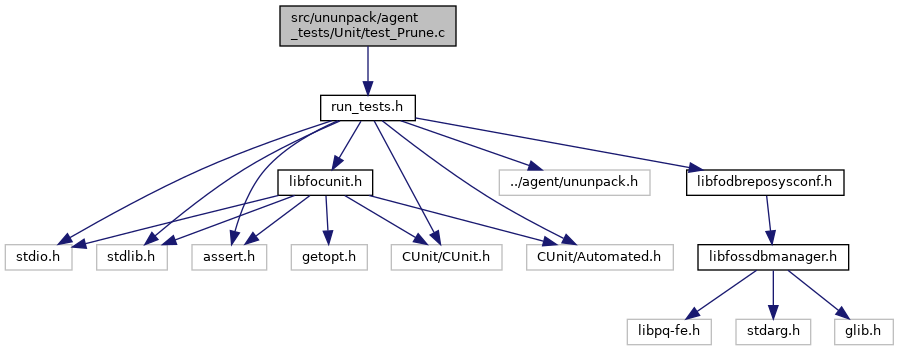 src/ununpack/agent
_tests/Unit/test_Prune.c
run_tests.h
libfocunit.h
../agent/ununpack.h
libfodbreposysconf.h
stdio.h
stdlib.h
assert.h
getopt.h
CUnit/CUnit.h
CUnit/Automated.h
libfossdbmanager.h
libpq-fe.h
stdarg.h
glib.h